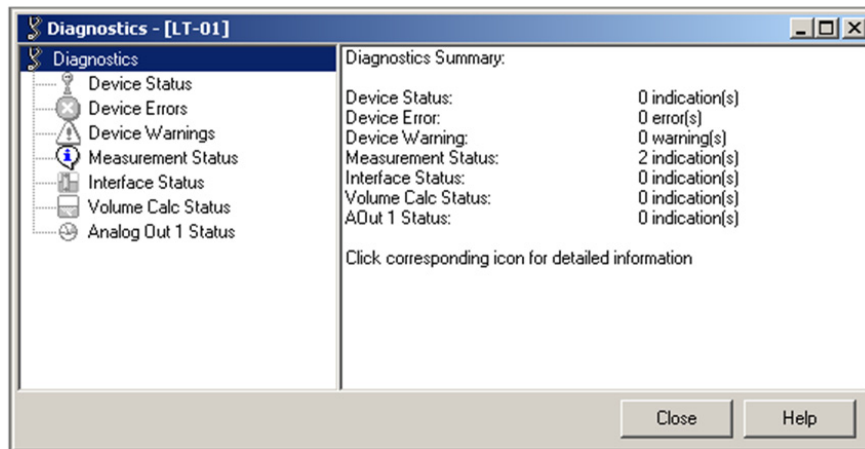 Diagnostics - [LT-01]
Diagnostics
Device Status
Device Errors
Device Warnings
Measurement Status
Interface Status
Volume Calc Status
Analog Out 1 Status
Diagnostics Summary:
Device Status: 0 indication(s)
Device Error: 0 error(s)
Device Warning: 0 warning(s)
Measurement Status: 2 indication(s)
Interface Status: 0 indication(s)
Volume Calc Status: 0 indication(s)
AOut 1 Status: 0 indication(s)
Click corresponding icon for detailed information
Close Help